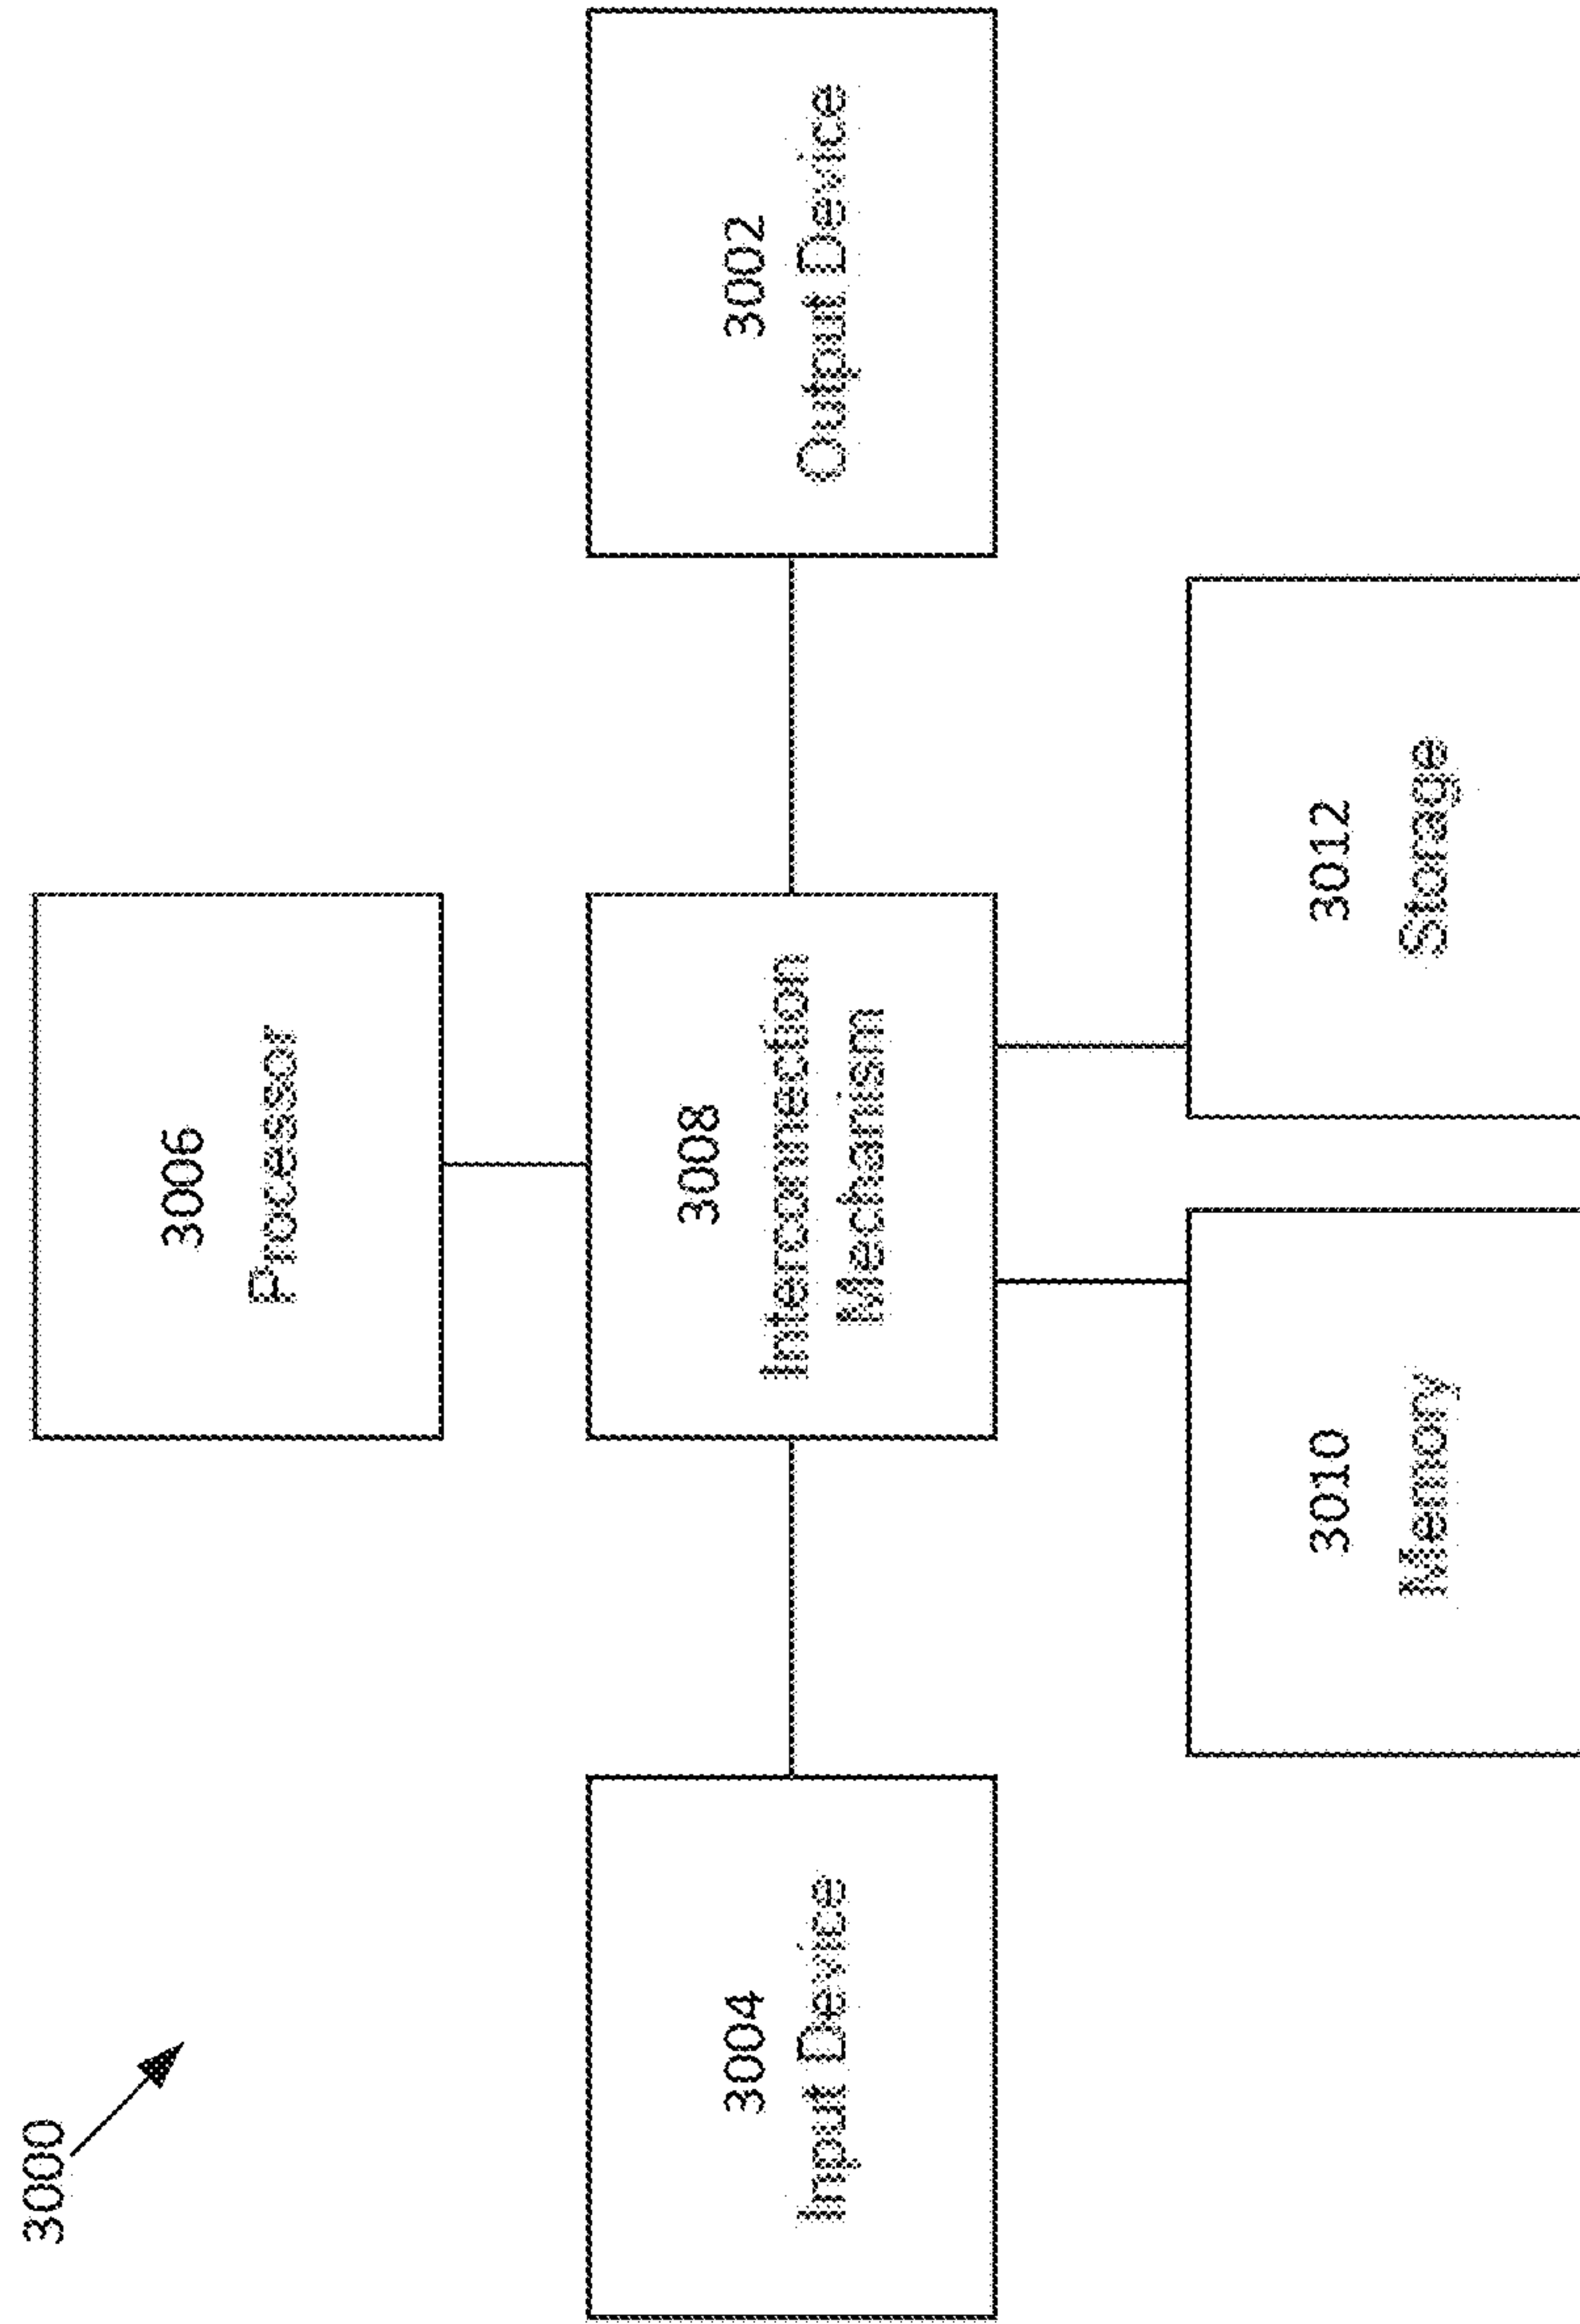 3000
3006
Processor
3004
Input Device
3008
Interconnection
Mechanism
3002
Output Device
3010
Memory
3012
Storage